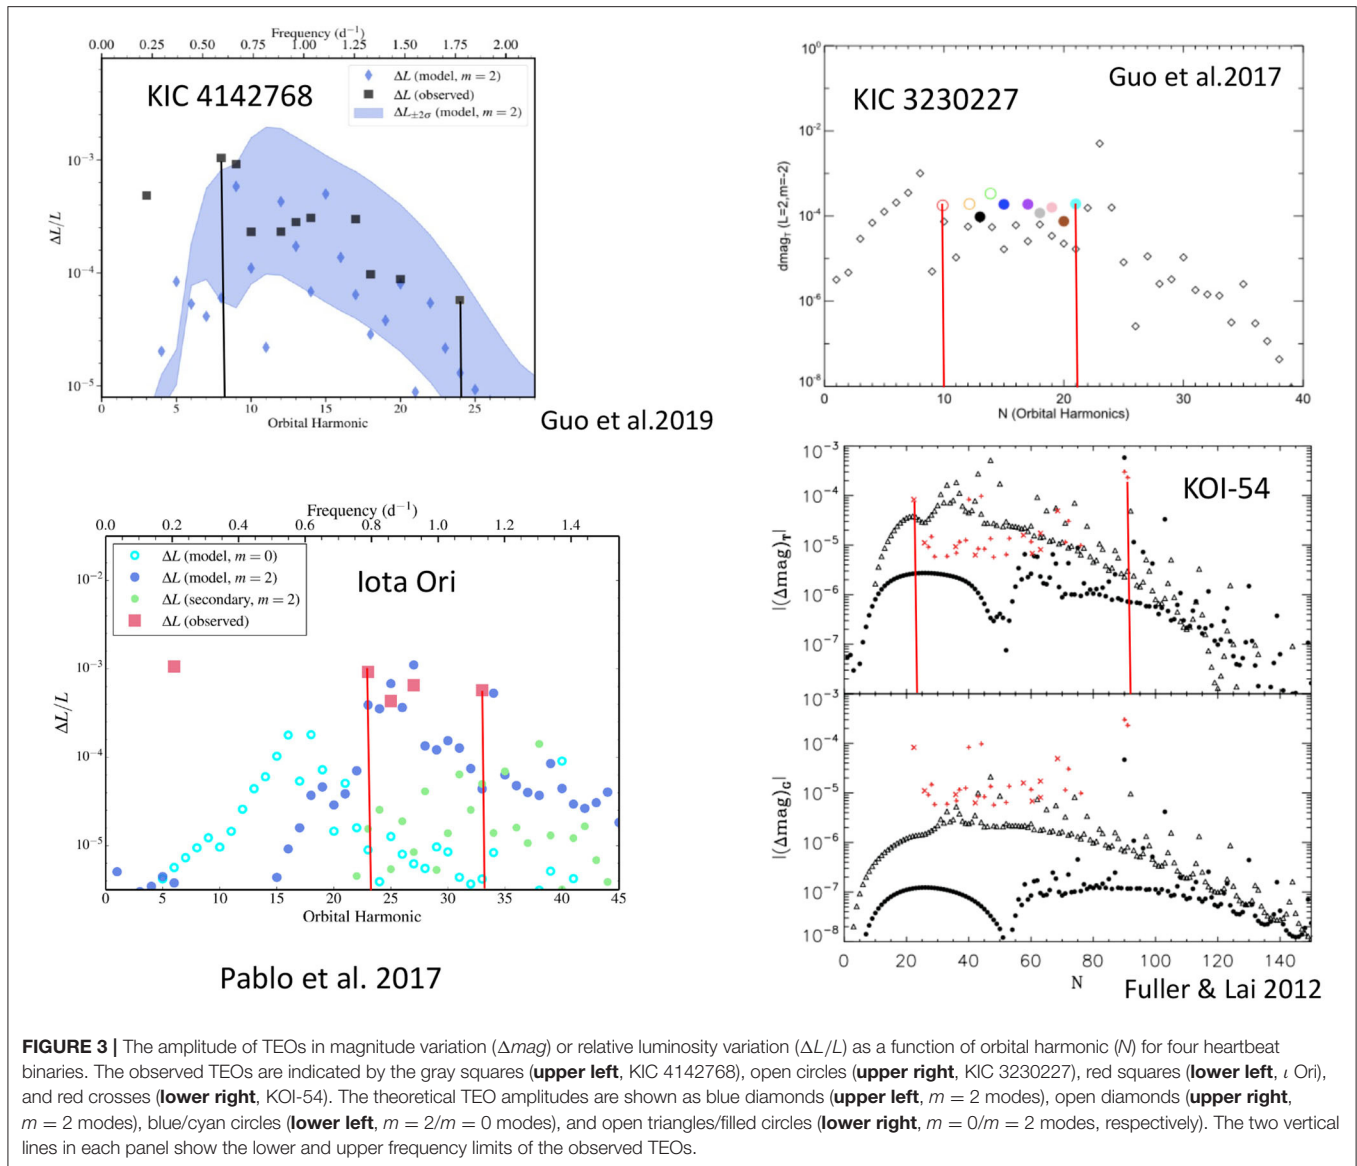 Frequency (d⁻¹)
0.00 0.25 0.50 0.75 1.00 1.25 1.50 1.75 2.00
KIC 4142768
ΔL (model, m = 2)
ΔL (observed)
ΔL±2σ (model, m = 2)
10⁻³
10⁻⁴
10⁻⁵
ΔL/L
0 5 10 15 20 25
Orbital Harmonic
Guo et al.2019
Guo et al.2017
KIC 3230227
10⁰
10⁻²
10⁻⁴
10⁻⁶
10⁻⁸
dmag_T (L=2,m=-2)
0 10 20 30 40
N (Orbital Harmonics)
Frequency (d⁻¹)
0.0 0.2 0.4 0.6 0.8 1.0 1.2 1.4
ΔL (model, m = 0)
ΔL (model, m = 2)
ΔL (secondary, m = 2)
ΔL (observed)
Iota Ori
10⁻²
10⁻³
10⁻⁴
10⁻⁵
ΔL/L
0 5 10 15 20 25 30 35 40 45
Orbital Harmonic
Pablo et al. 2017
KOI-54
10⁻³
10⁻⁴
10⁻⁵
10⁻⁶
10⁻⁷
|(Δmag)_T|
10⁻³
10⁻⁴
10⁻⁵
10⁻⁶
10⁻⁷
10⁻⁸
|(Δmag)_G|
0 20 40 60 80 100 120 140
N
Fuller & Lai 2012
FIGURE 3 | The amplitude of TEOs in magnitude variation (Δmag) or relative luminosity variation (ΔL/L) as a function of orbital harmonic (N) for four heartbeat
binaries. The observed TEOs are indicated by the gray squares (upper left, KIC 4142768), open circles (upper right, KIC 3230227), red squares (lower left, ι Ori),
and red crosses (lower right, KOI-54). The theoretical TEO amplitudes are shown as blue diamonds (upper left, m = 2 modes), open diamonds (upper right,
m = 2 modes), blue/cyan circles (lower left, m = 2/m = 0 modes), and open triangles/filled circles (lower right, m = 0/m = 2 modes, respectively). The two vertical
lines in each panel show the lower and upper frequency limits of the observed TEOs.